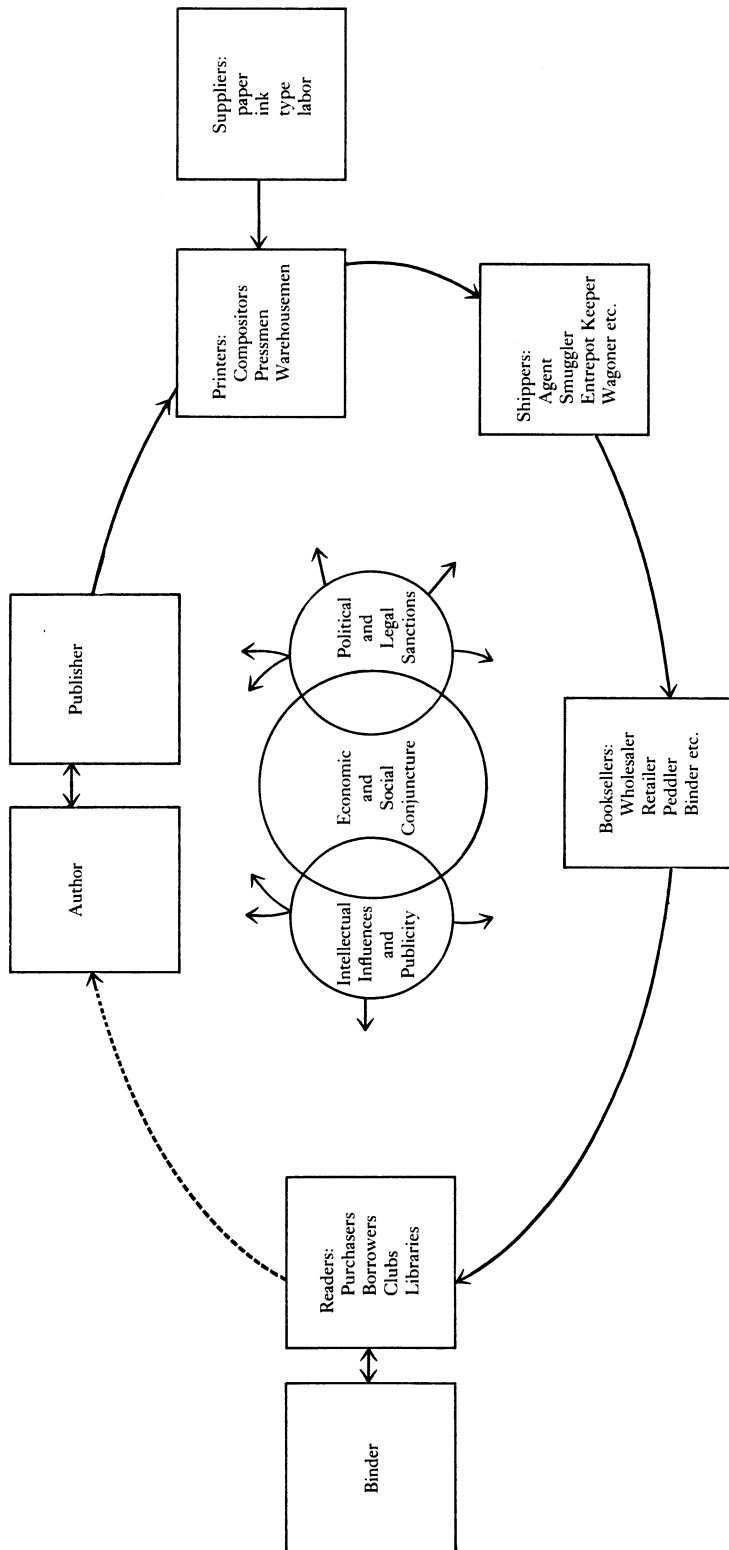 Author
Publisher
Suppliers:
paper
ink
type
labor
Printers:
Compositors
Pressmen
Warehousemen
Shippers:
Agent
Smuggler
Entrepot Keeper
Wagoner etc.
Booksellers:
Wholesaler
Retailer
Peddler
Binder etc.
Readers:
Purchasers
Borrowers
Clubs
Libraries
Binder
Intellectual
Influences
and
Publicity
Economic
and
Social
Conjuncture
Political
and
Legal
Sanctions